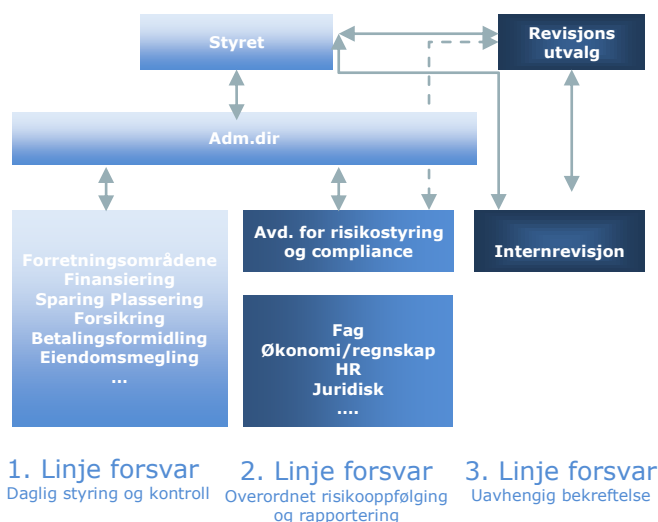 Styret
Revisjons
utvalg
Adm.dir
Forretningsområdene
Finansiering
Sparing Plassering
Forsikring
Betalingsformidling
Eiendomsmegling
...
Avd. for risikostyring
og compliance
Fag
Økonomi/regnskap
HR
Juridisk
....
Internrevisjon
1. Linje forsvar
Daglig styring og kontroll
2. Linje forsvar
Overordnet risikooppfølging
og rapportering
3. Linje forsvar
Uavhengig bekreftelse